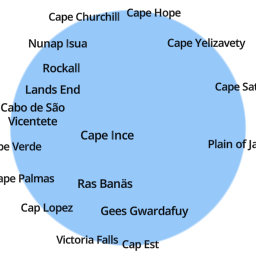 Cape Churchill
Cape Hope
Nunap Isua
Cape Yelizavety
Rockall
Lands End
Cape Sat
Cabo de São
Vicentete
Cape Ince
Plain of Ja
pe Verde
ape Palmas
Ras Banäs
Cap Lopez
Gees Gwardafuy
Victoria Falls
Cap Est